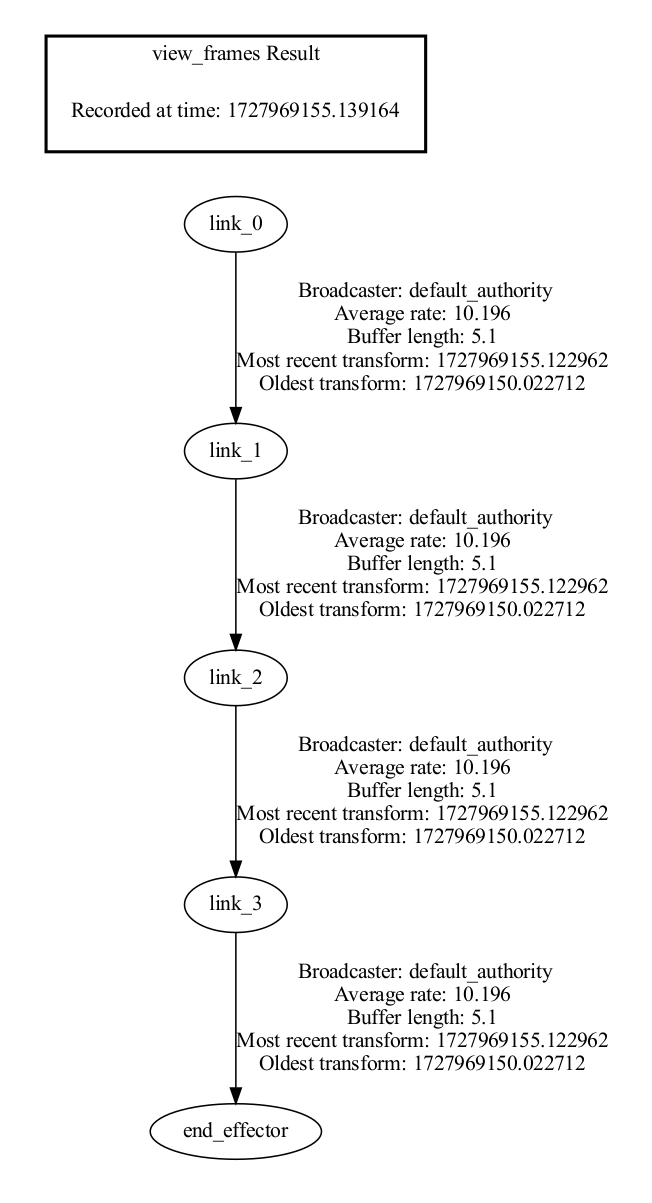 view_frames Result
Recorded at time: 1727969155.139164
link_0
Broadcaster: default_authority
Average rate: 10.196
Buffer length: 5.1
Most recent transform: 1727969155.122962
Oldest transform: 1727969150.022712
link_1
Broadcaster: default_authority
Average rate: 10.196
Buffer length: 5.1
Most recent transform: 1727969155.122962
Oldest transform: 1727969150.022712
link_2
Broadcaster: default_authority
Average rate: 10.196
Buffer length: 5.1
Most recent transform: 1727969155.122962
Oldest transform: 1727969150.022712
link_3
Broadcaster: default_authority
Average rate: 10.196
Buffer length: 5.1
Most recent transform: 1727969155.122962
Oldest transform: 1727969150.022712
end_effector